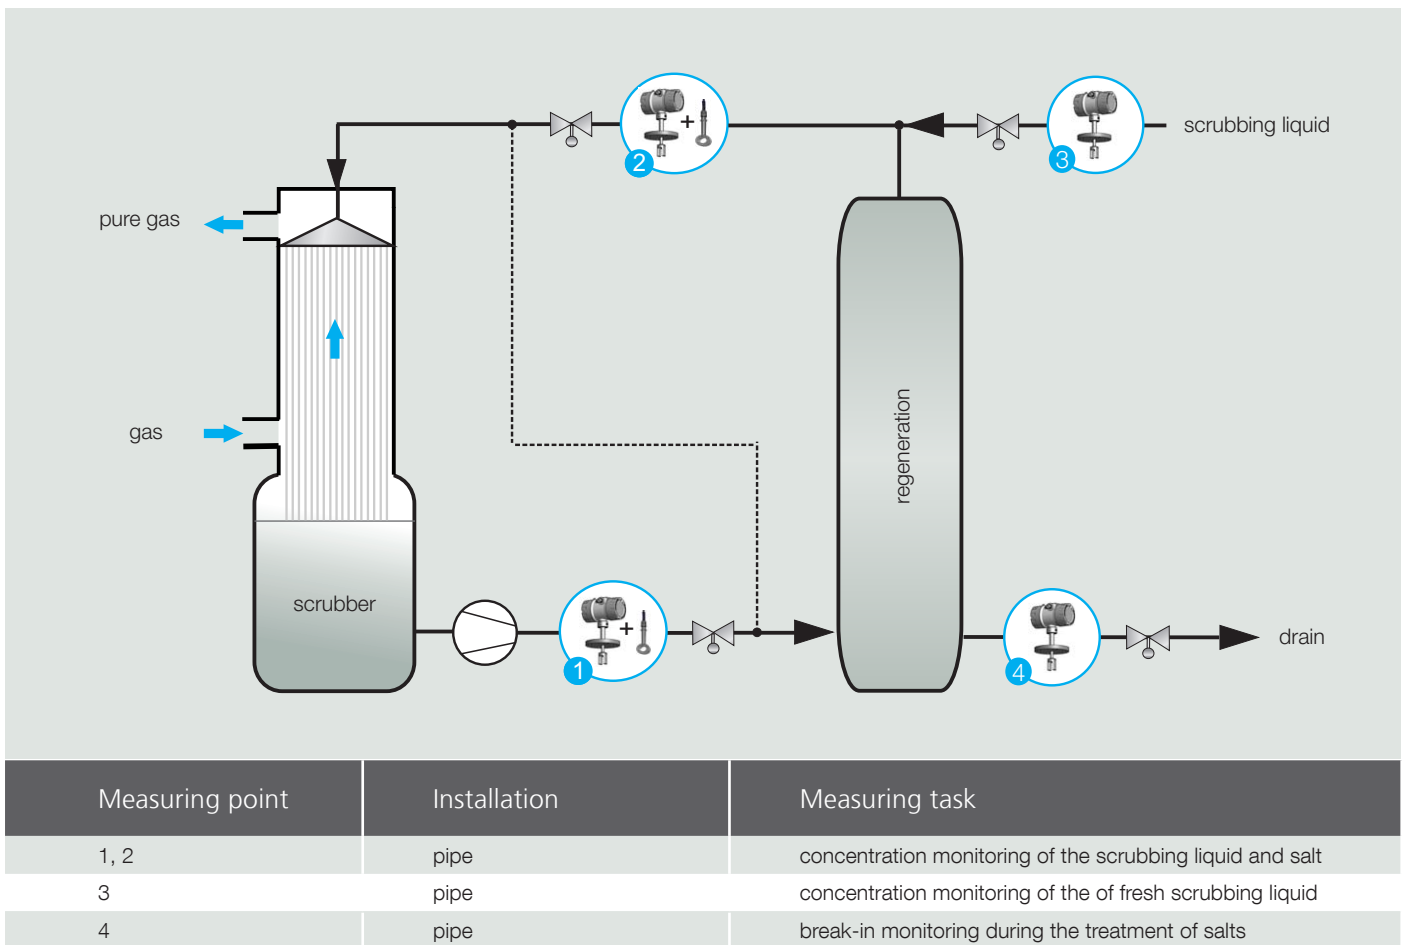 scrubbing liquid
+
2
3
pure gas
gas
regeneration
scrubber
+
1
4
drain
Measuring point Installation Measuring task
1, 2 pipe concentration monitoring of the scrubbing liquid and salt
3 pipe concentration monitoring of the of fresh scrubbing liquid
4 pipe break-in monitoring during the treatment of salts